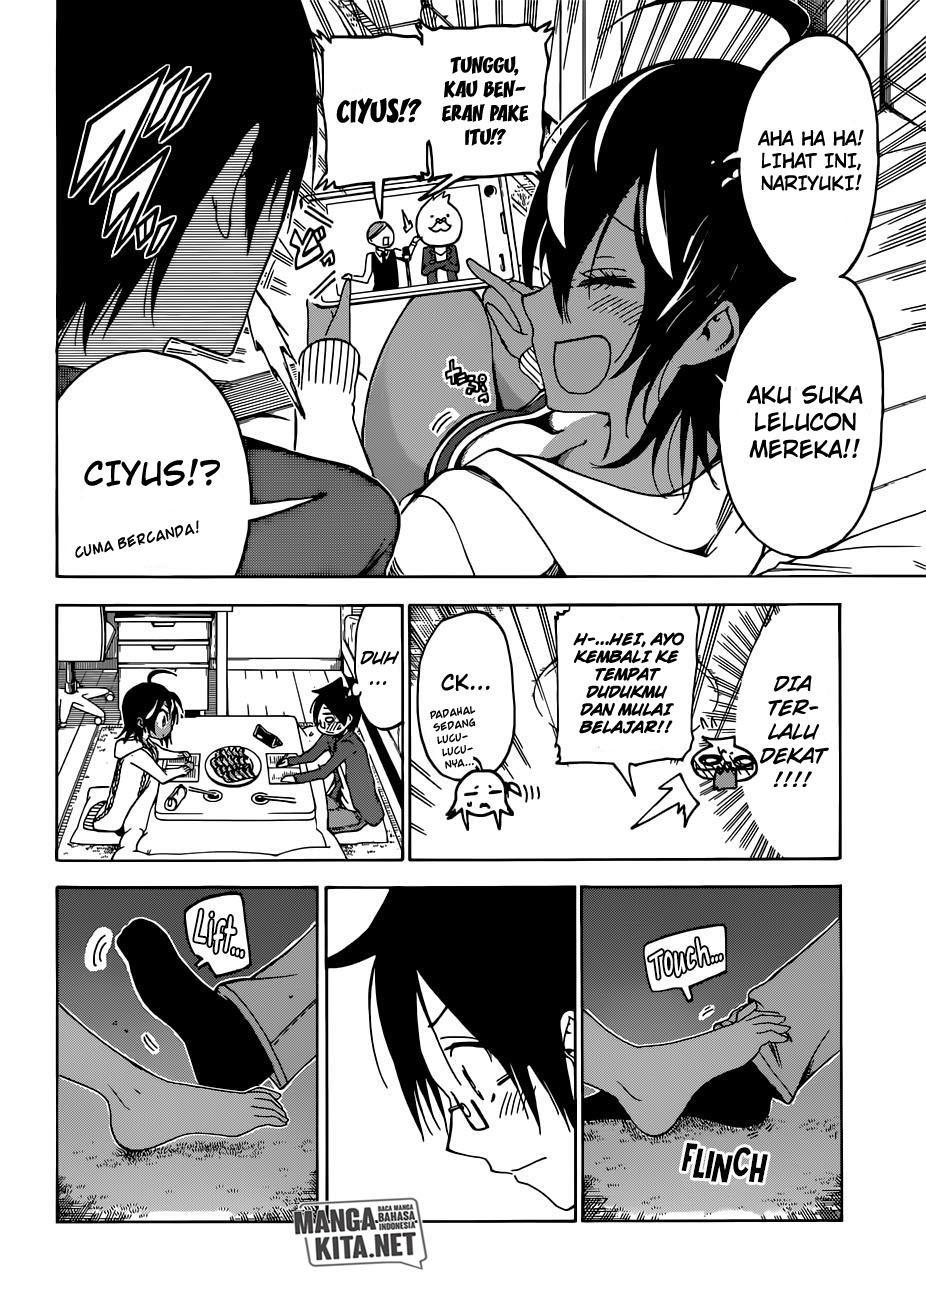 AHA HA HA!
LIHAT INI,
NARIYUKI!
TUNGGU,
KAU BEN-
ERAN PAKE
ITU!?
CIYUS!?
AKU SUKA
LELUCON
MEREKA!!
CIYUS!?
CUMA BERCANDA!
DIA
TER-
LALU
DEKAT
!!!!
H-...HEI, AYO
KEMBALI KE
TEMPAT
DUDUKMU
DAN MULAI
BELAJAR!!
CK...
PADAHAL
SEDANG
LUCU-
LUCU-
NYA...
DUH
...
Touch...
FLINCH
Lift...
MANGA
KITA.NET
BACA MANGA
BAHASA
INDONESIA